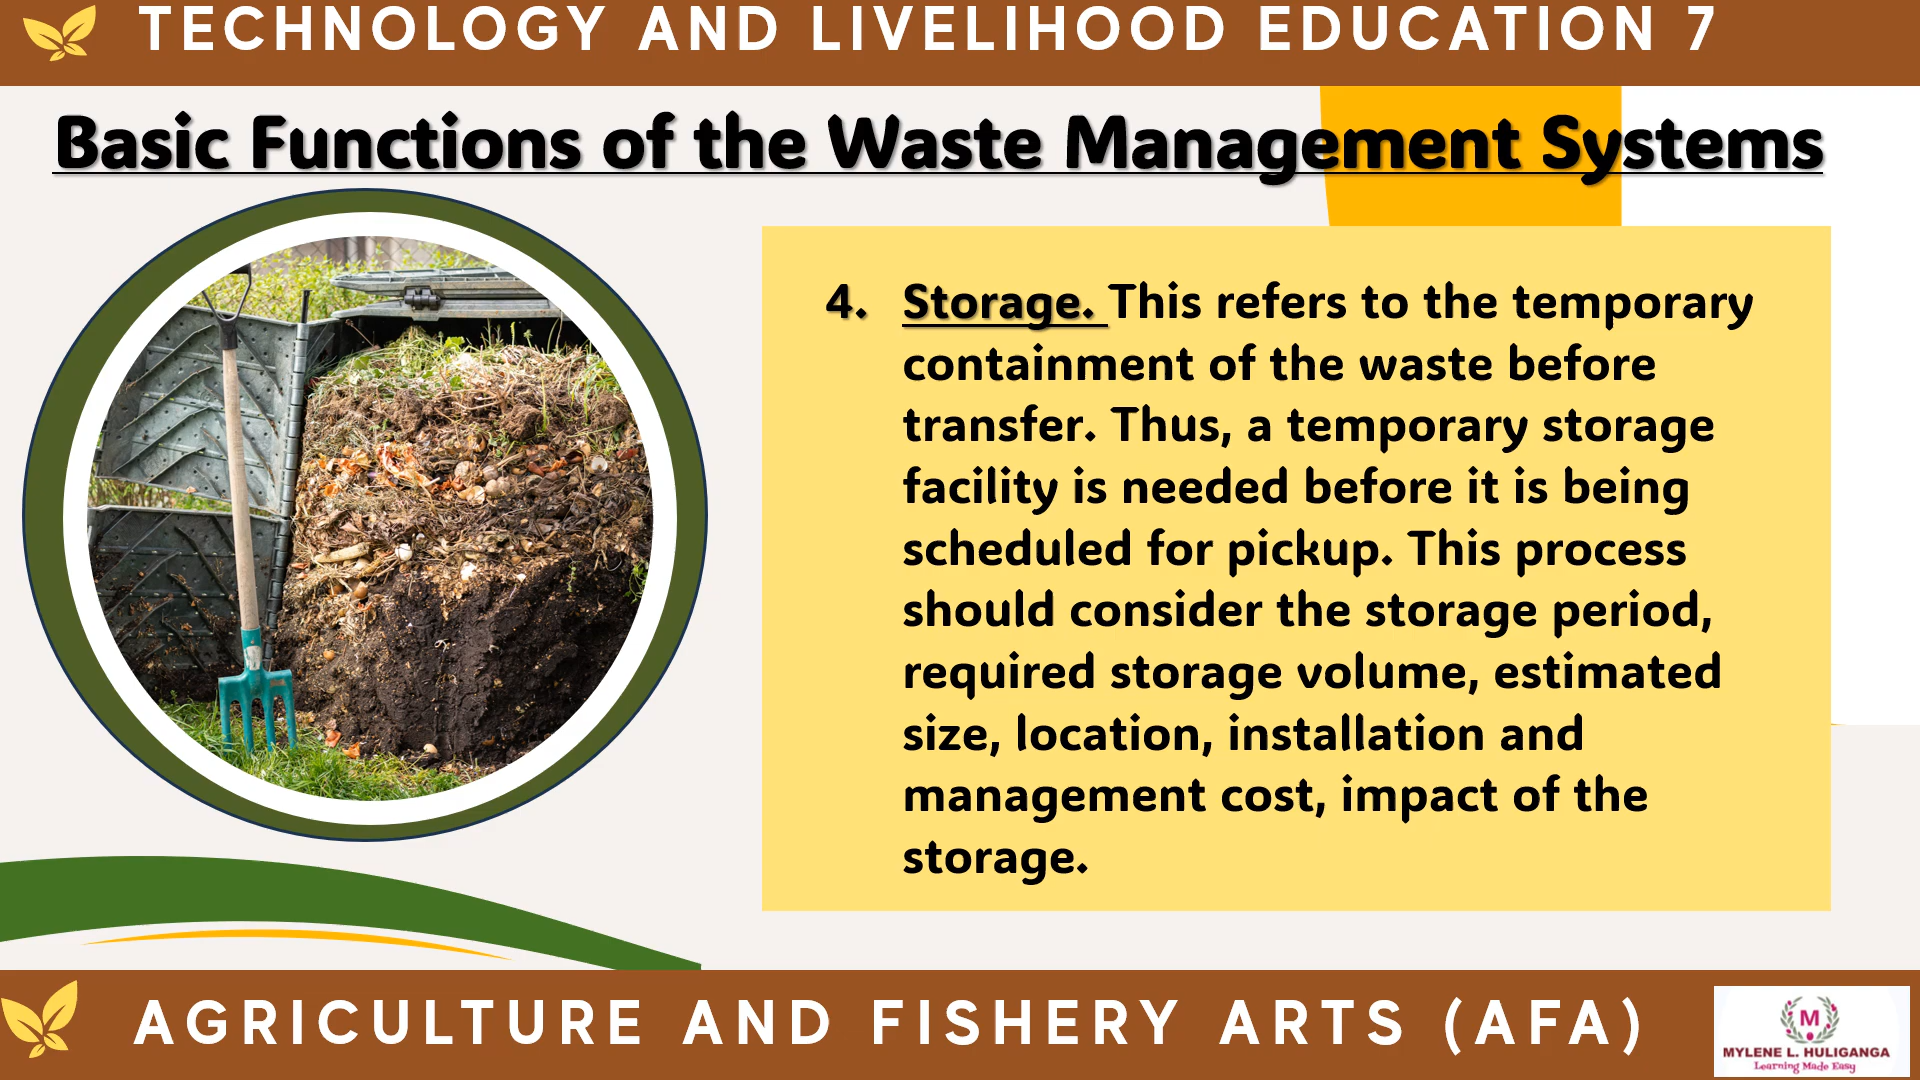 TECHNOLOGY AND LIVELIHOOD EDUCATION 7
Basic Functions of the Waste Management Systems
4. Storage. This refers to the temporary
containment of the waste before
transfer. Thus, a temporary storage
facility is needed before it is being
scheduled for pickup. This process
should consider the storage period,
required storage volume, estimated
size, location, installation and
management cost, impact of the
storage.
AGRICULTURE AND FISHERY ARTS (AFA)
M
MYLENE L. HULIGANGA
Learning Made Easy